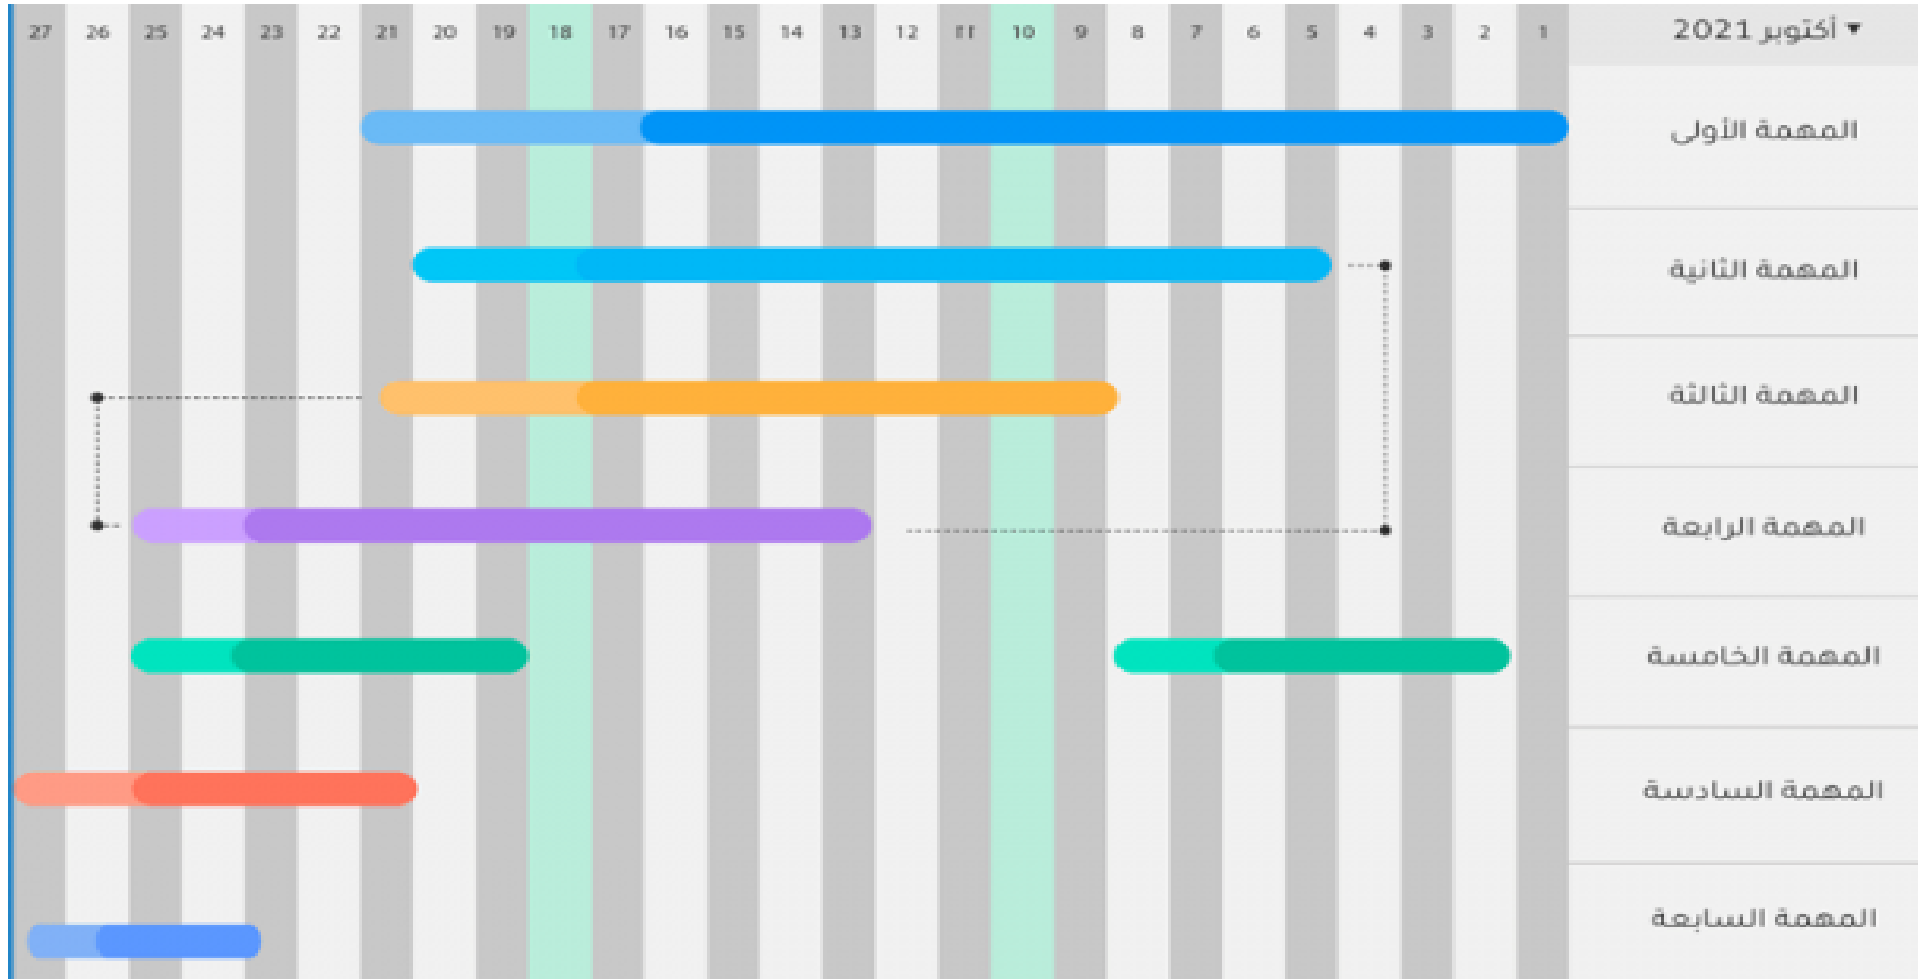 ▼ أكتوبر 2021
1 2 3 4 5 6 7 8 9 10 11 12 13 14 15 16 17 18 19 20 21 22 23 24 25 26 27
المهمة الأولى
المهمة الثانية
المهمة الثالثة
المهمة الرابعة
المهمة الخامسة
المهمة السادسة
المهمة السابعة